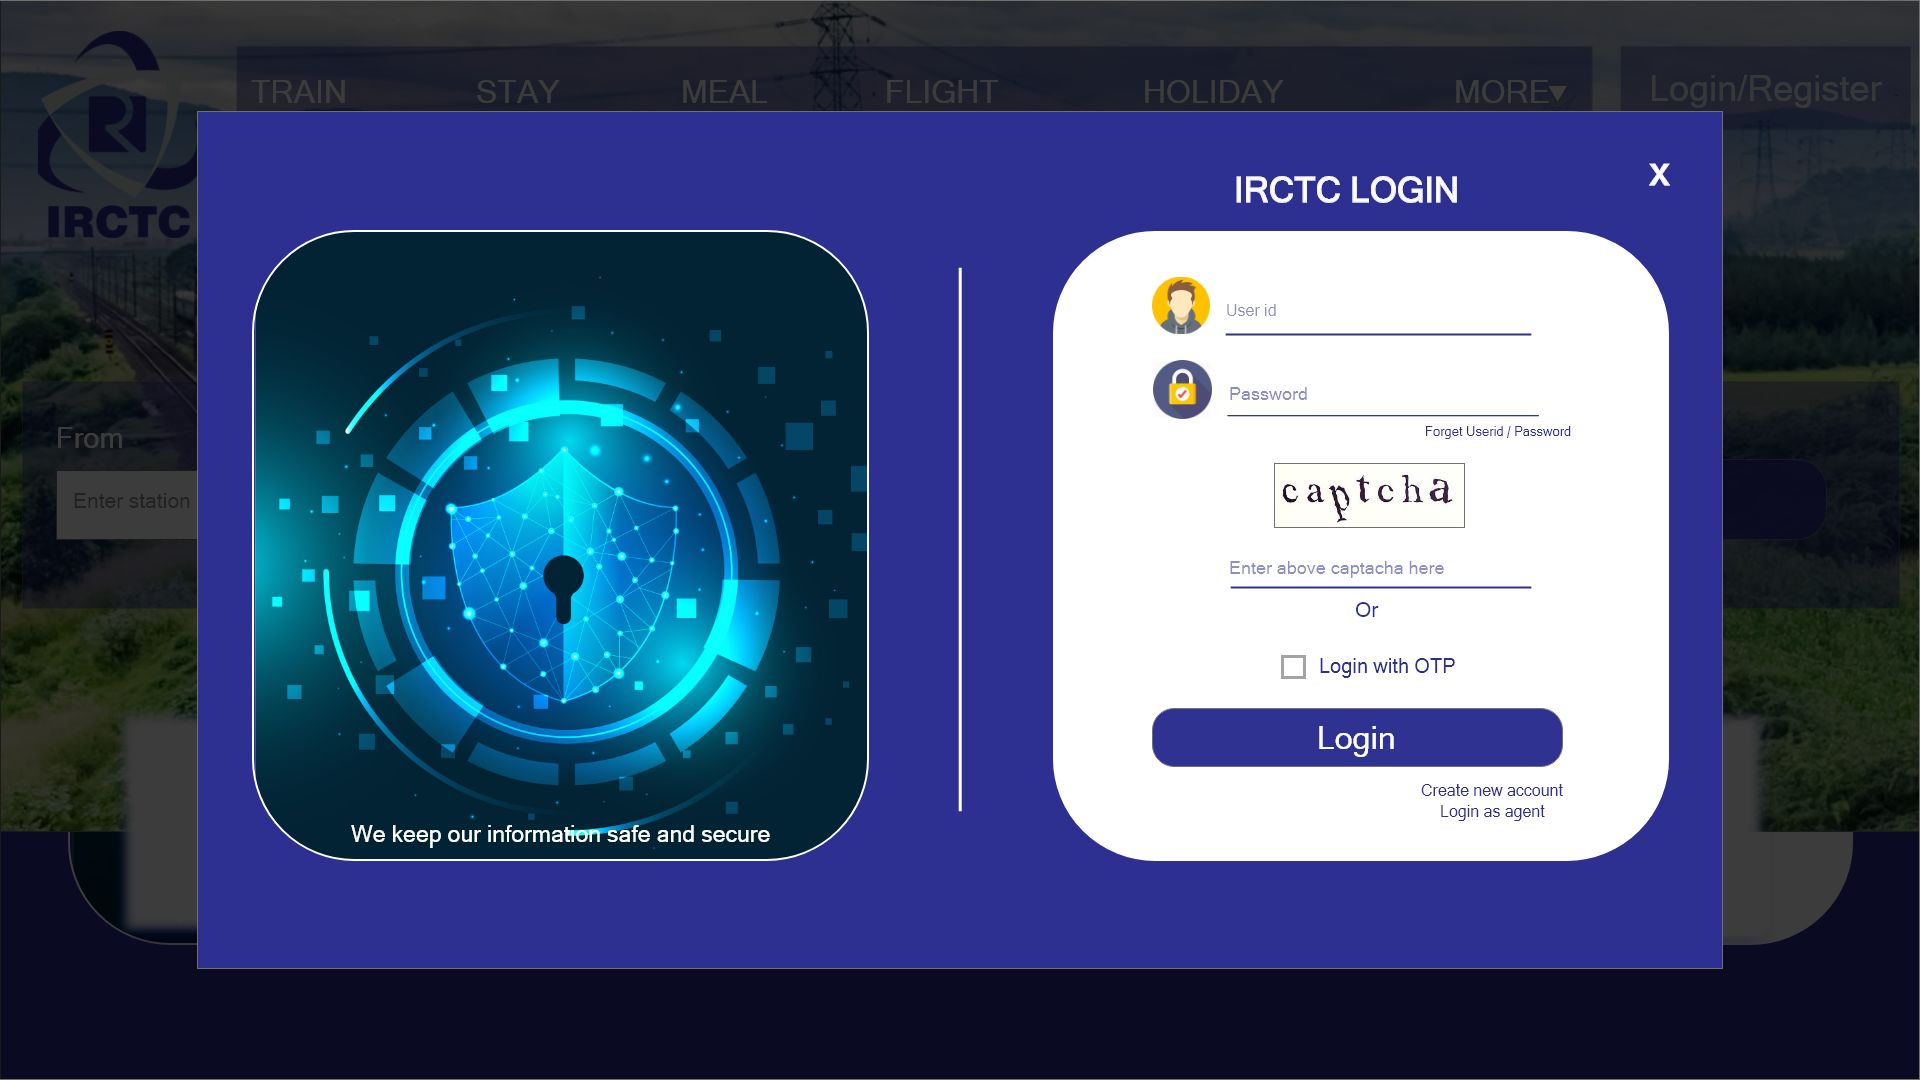 TRAIN STAY MEAL FLIGHT HOLIDAY MORE Login/Register
IRCTC
From
Enter station
IRCTC LOGIN
X
User id
Password
Forget Userid / Password
captcha
Enter above captacha here
Or
Login with OTP
Login
Create new account
Login as agent
We keep our information safe and secure